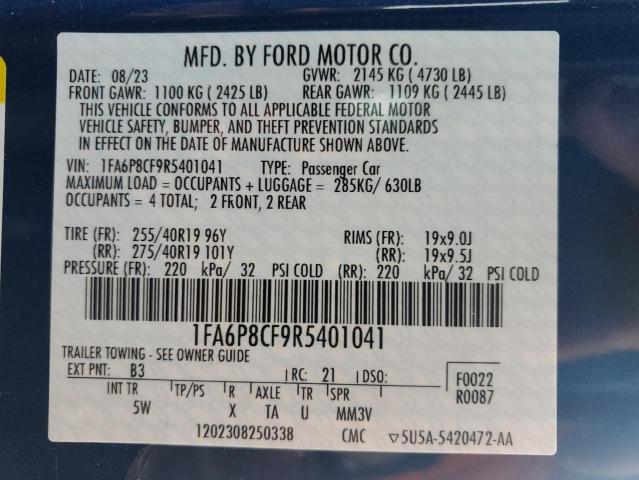 MFD. BY FORD MOTOR CO.
DATE: 08/23 GVWR: 2145 KG ( 4730 LB)
FRONT GAWR: 1100 KG ( 2425 LB) REAR GAWR: 1109 KG ( 2445 LB)
THIS VEHICLE CONFORMS TO ALL APPLICABLE FEDERAL MOTOR
VEHICLE SAFETY, BUMPER, AND THEFT PREVENTION STANDARDS
IN EFFECT ON THE DATE OF MANUFACTURE SHOWN ABOVE.
VIN: 1FA6P8CF9R5401041 TYPE: Passenger Car
MAXIMUM LOAD = OCCUPANTS + LUGGAGE = 285KG/ 630LB
OCCUPANTS = 4 TOTAL; 2 FRONT, 2 REAR
TIRE (FR): 255/40R19 96Y RIMS (FR): 19x9.0J
(RR): 275/40R19 101Y (RR): 19x9.5J
PRESSURE (FR): 220 kPa/ 32 PSI COLD (RR): 220 kPa/ 32 PSI COLD
1FA6P8CF9R5401041
TRAILER TOWING - SEE OWNER GUIDE
EXT PNT: B3 RC: 21 DSO: F0022
INT TR TP/PS R AXLE TR SPR R0087
5W X TA U MM3V
1202308250338 CMC ▽5U5A-5420472-AA